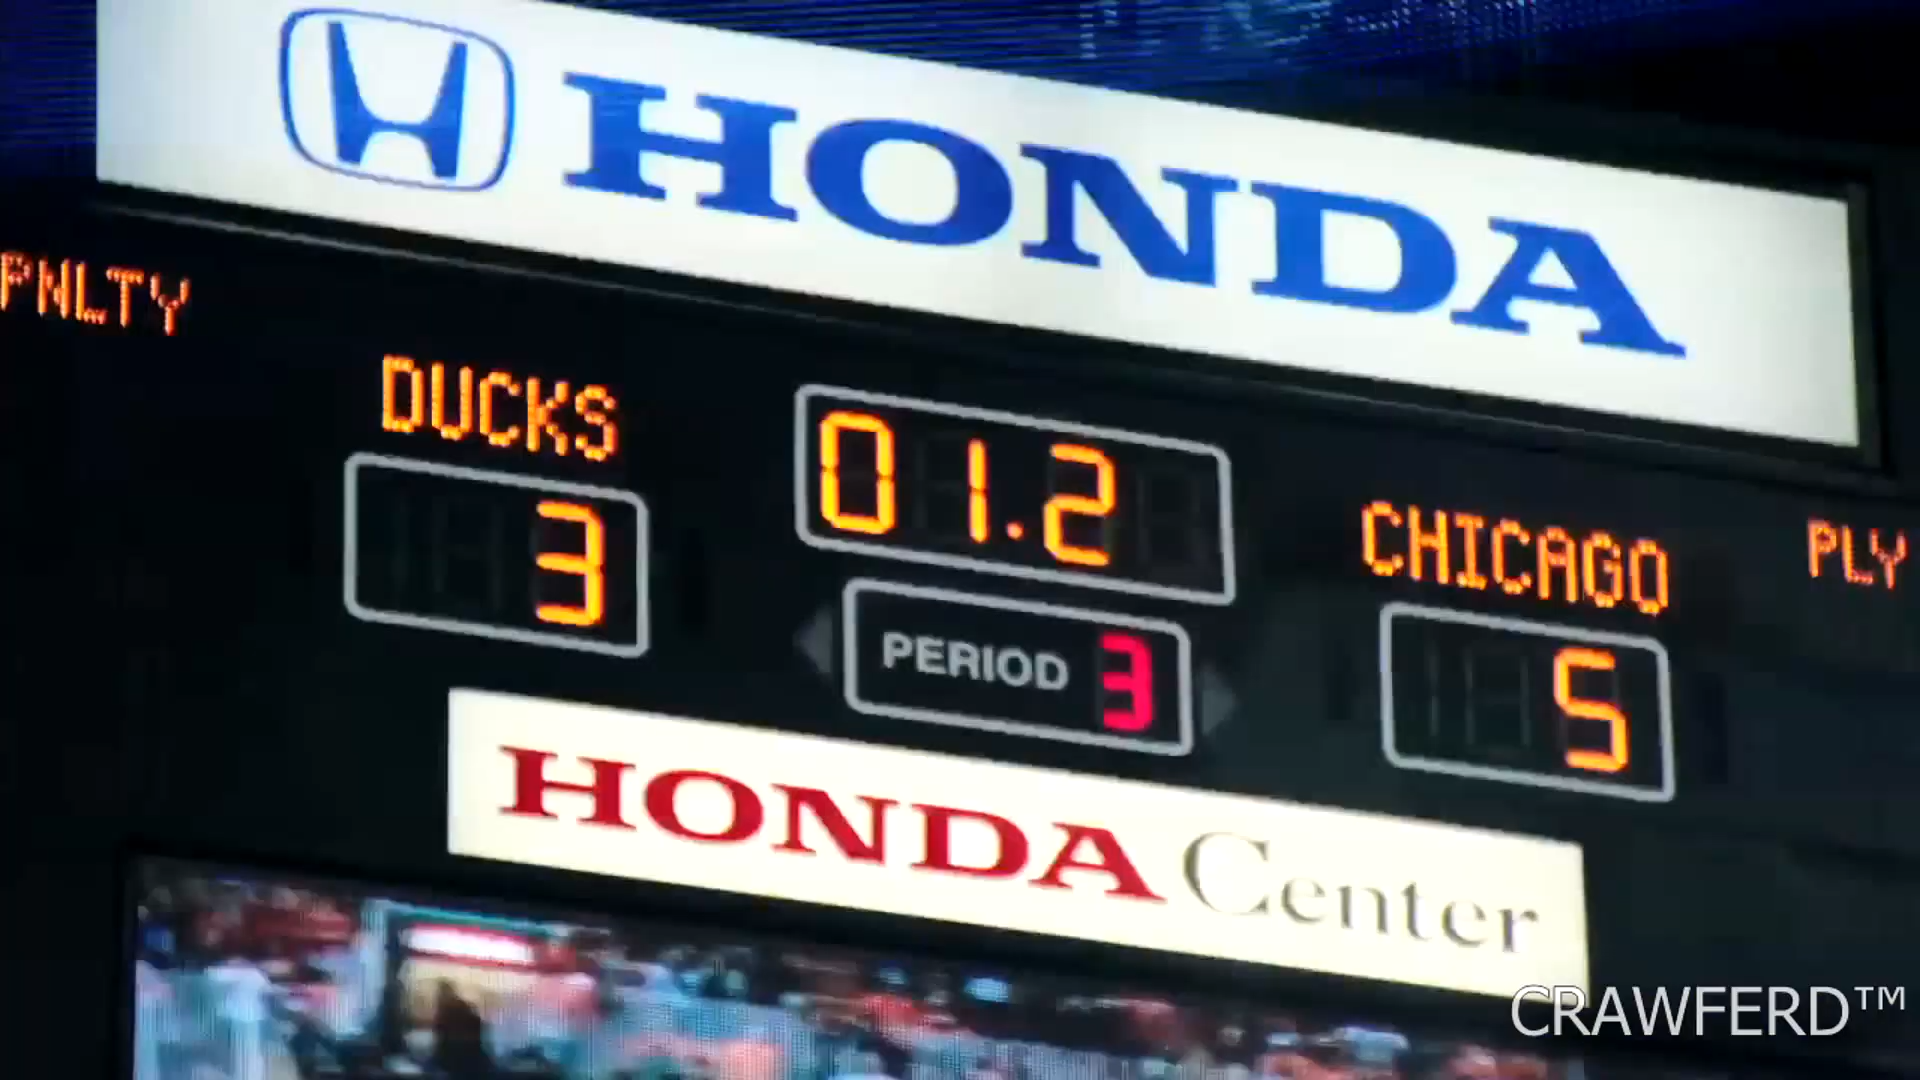 HONDA
PNLTY
DUCKS
01.2
CHICAGO
PLY
3
PERIOD 3
5
HONDA Center
CRAWFERD™